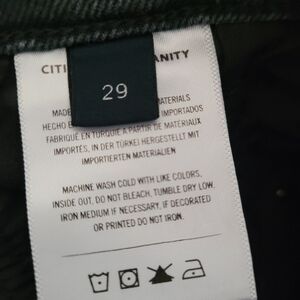 CITI ANITY
29
MADE ATERIALS
HECHO E IMPORTADOS
FABRIQUÉ EN TURQUIE À PARTIR DE MATÉRIAUX
IMPORTÉS, IN DER TÜRKEI HERGESTELLT MIT
IMPORTIERTEN MATERIALIEN
MACHINE WASH COLD WITH LIKE COLORS,
INSIDE OUT, DO NOT BLEACH, TUMBLE DRY LOW.
IRON MEDIUM IF NECESSARY, IF DECORATED
OR PRINTED DO NOT IRON.